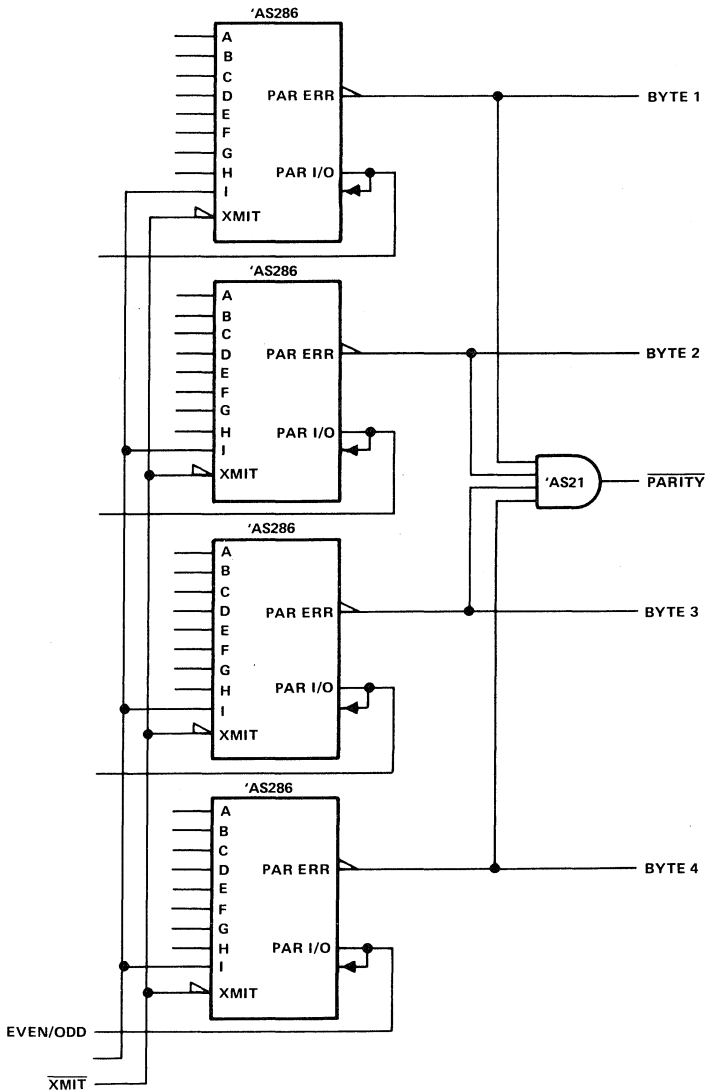 'AS286
A
B
C
D PAR ERR BYTE 1
E
F
G
H PAR I/O
I
XMIT
'AS286
A
B
C
D PAR ERR BYTE 2
E
F
G
H PAR I/O
I
XMIT
'AS21 PARITY
'AS286
A
B
C
D PAR ERR BYTE 3
E
F
G
H PAR I/O
I
XMIT
'AS286
A
B
C
D PAR ERR BYTE 4
E
F
G
H PAR I/O
I
XMIT
EVEN/ODD
XMIT